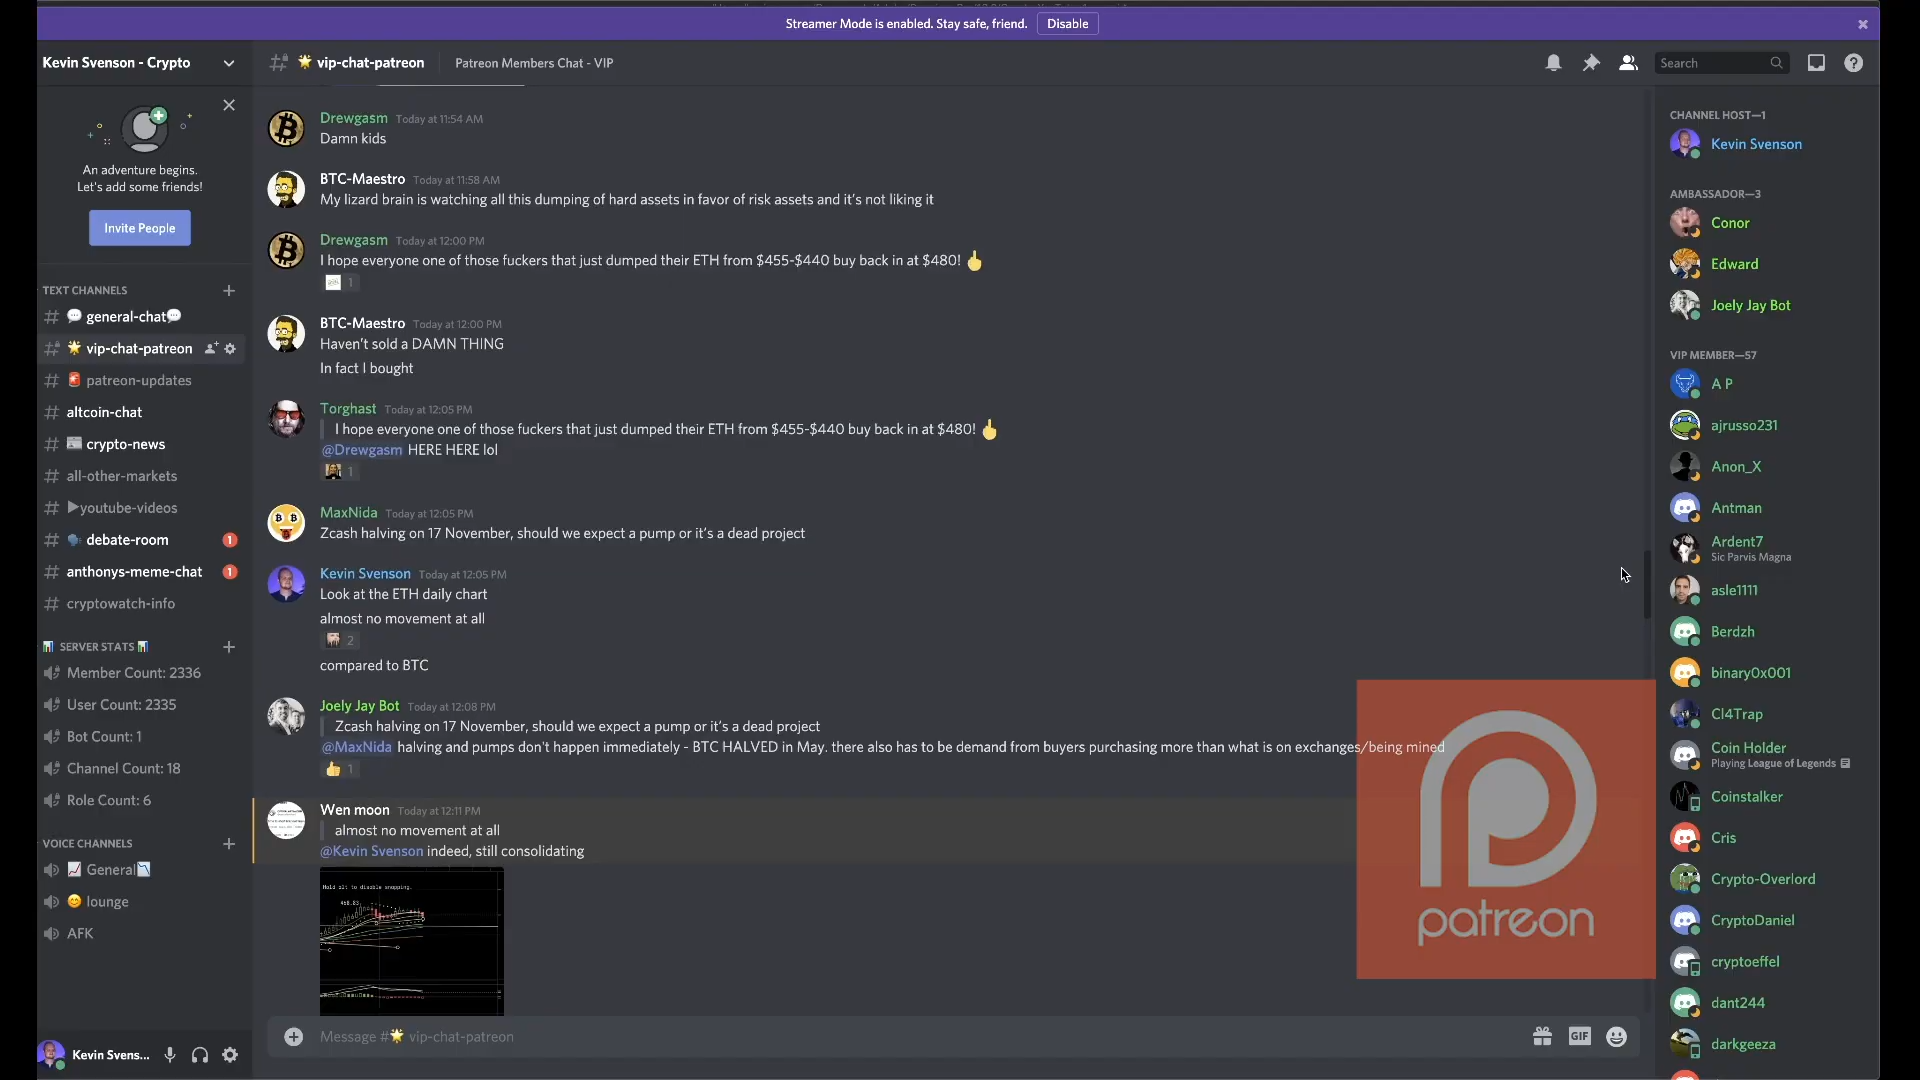 Streamer Mode is enabled. Stay safe, friend.
Disable
Kevin Svenson - Crypto
vip-chat-patreon
Patreon Members Chat - VIP
Search
An adventure begins.
Let's add some friends!
Invite People
TEXT CHANNELS
general-chat
vip-chat-patreon
patreon-updates
altcoin-chat
crypto-news
all-other-markets
youtube-videos
debate-room 1
anthonys-meme-chat 1
cryptowatch-info
SERVER STATS
Member Count: 2336
User Count: 2335
Bot Count: 1
Channel Count: 18
Role Count: 6
VOICE CHANNELS
General
lounge
AFK
Kevin Svens...
Drewgasm Today at 11:54 AM
Damn kids
BTC-Maestro Today at 11:58 AM
My lizard brain is watching all this dumping of hard assets in favor of risk assets and it's not liking it
Drewgasm Today at 12:00 PM
I hope everyone one of those fuckers that just dumped their ETH from $455-$440 buy back in at $480!
1
BTC-Maestro Today at 12:00 PM
Haven't sold a DAMN THING
In fact I bought
Torghast Today at 12:05 PM
I hope everyone one of those fuckers that just dumped their ETH from $455-$440 buy back in at $480!
@Drewgasm HERE HERE lol
1
MaxNida Today at 12:05 PM
Zcash halving on 17 November, should we expect a pump or it's a dead project
Kevin Svenson Today at 12:05 PM
Look at the ETH daily chart
almost no movement at all
2
compared to BTC
Joely Jay Bot Today at 12:08 PM
Zcash halving on 17 November, should we expect a pump or it's a dead project
@MaxNida halving and pumps don't happen immediately - BTC HALVED in May. there also has to be demand from buyers purchasing more than what is on exchanges/being mined
1
Wen moon Today at 12:11 PM
almost no movement at all
@Kevin Svenson indeed, still consolidating
Hold alt to disable snapping.
460.83
Message # vip-chat-patreon
GIF
patreon
CHANNEL HOST—1
Kevin Svenson
AMBASSADOR—3
Conor
Edward
Joely Jay Bot
VIP MEMBER—57
A P
ajrusso231
Anon_X
Antman
Ardent7
Sic Parvis Magna
asle1111
Berdzh
binary0x001
Cl4Trap
Coin Holder
Playing League of Legends
Coinstalker
Cris
Crypto-Overlord
CryptoDaniel
cryptoeffel
dant244
darkgeeza